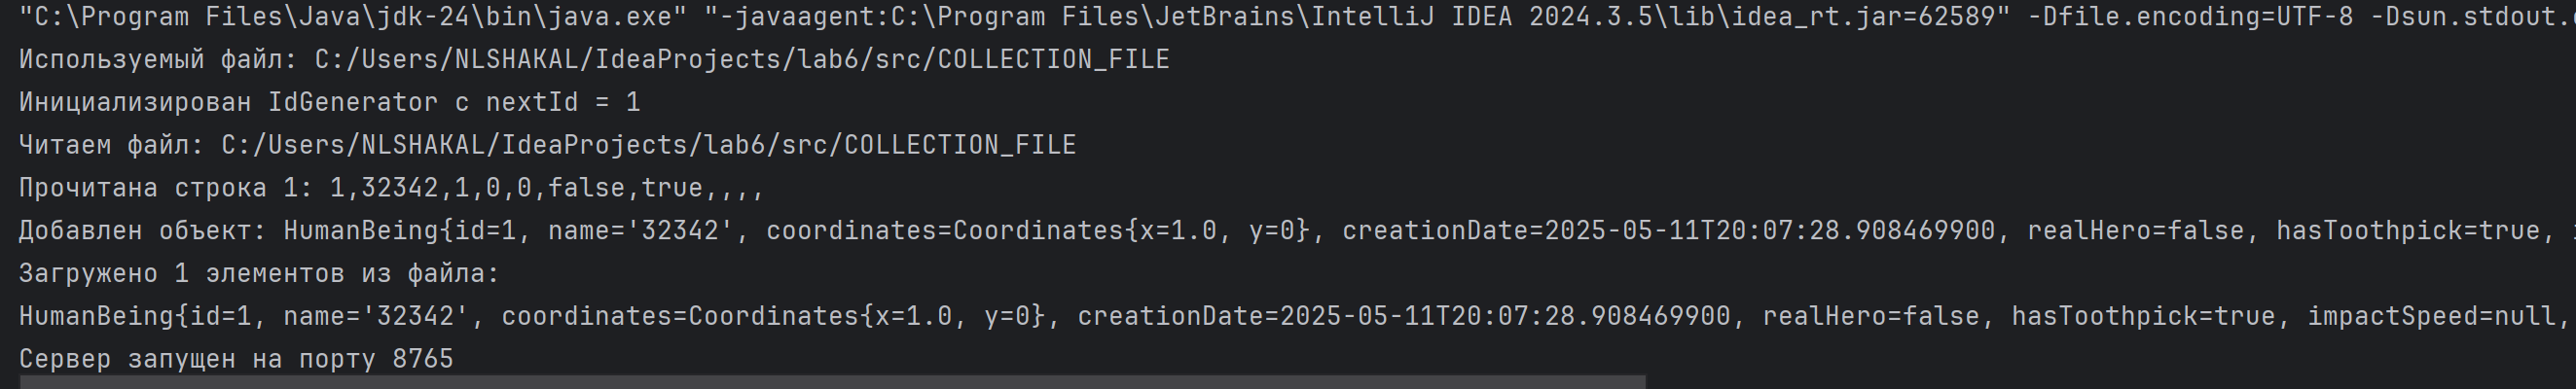 "C:\Program Files\Java\jdk-24\bin\java.exe" "-javaagent:C:\Program Files\JetBrains\IntelliJ IDEA 2024.3.5\lib\idea_rt.jar=62589" -Dfile.encoding=UTF-8 -Dsun.stdout.
Используемый файл: C:/Users/NLSHAKAL/IdeaProjects/lab6/src/COLLECTION_FILE
Инициализирован IdGenerator с nextId = 1
Читаем файл: C:/Users/NLSHAKAL/IdeaProjects/lab6/src/COLLECTION_FILE
Прочитана строка 1: 1,32342,1,0,0,false,true,,,,
Добавлен объект: HumanBeing{id=1, name='32342', coordinates=Coordinates{x=1.0, y=0}, creationDate=2025-05-11T20:07:28.908469900, realHero=false, hasToothpick=true,
Загружено 1 элементов из файла:
HumanBeing{id=1, name='32342', coordinates=Coordinates{x=1.0, y=0}, creationDate=2025-05-11T20:07:28.908469900, realHero=false, hasToothpick=true, impactSpeed=null,
Сервер запущен на порту 8765